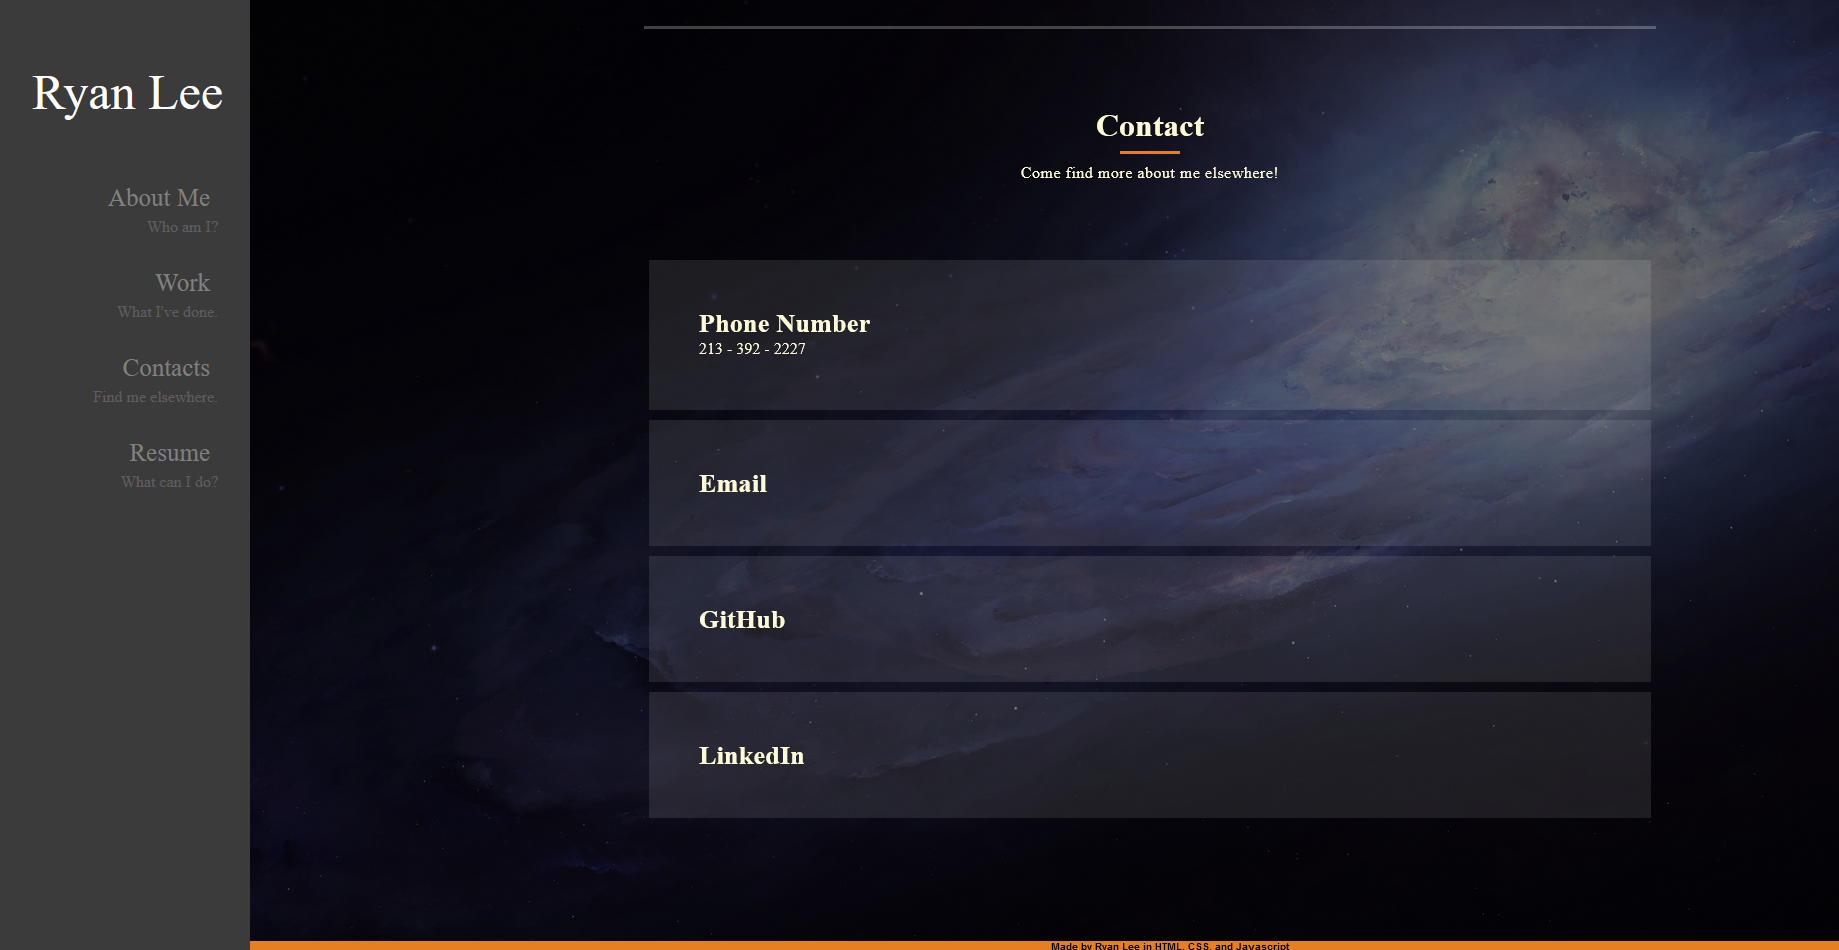 Ryan Lee
About Me
Who am I?
Work
What I've done.
Contacts
Find me elsewhere.
Resume
What can I do?
Contact
Come find more about me elsewhere!
Phone Number
213 - 392 - 2227
Email
GitHub
LinkedIn
Made by Ryan Lee in HTML, CSS, and Javascript